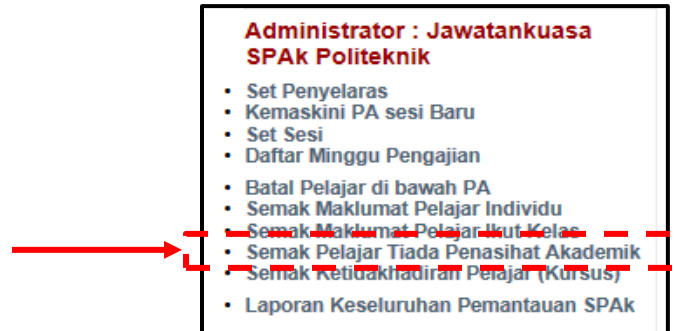 Administrator : Jawatankuasa
SPAk Politeknik
• Set Penyelaras
• Kemaskini PA sesi Baru
• Set Sesi
• Daftar Minggu Pengajian
• Batal Pelajar di bawah PA
• Semak Maklumat Pelajar Individu
• Semak Maklumat Pelajar Ikut Kelas
• Semak Pelajar Tiada Penasihat Akademik
• Semak Ketidakhadiran Pelajar (Kursus)
• Laporan Keseluruhan Pemantauan SPAk